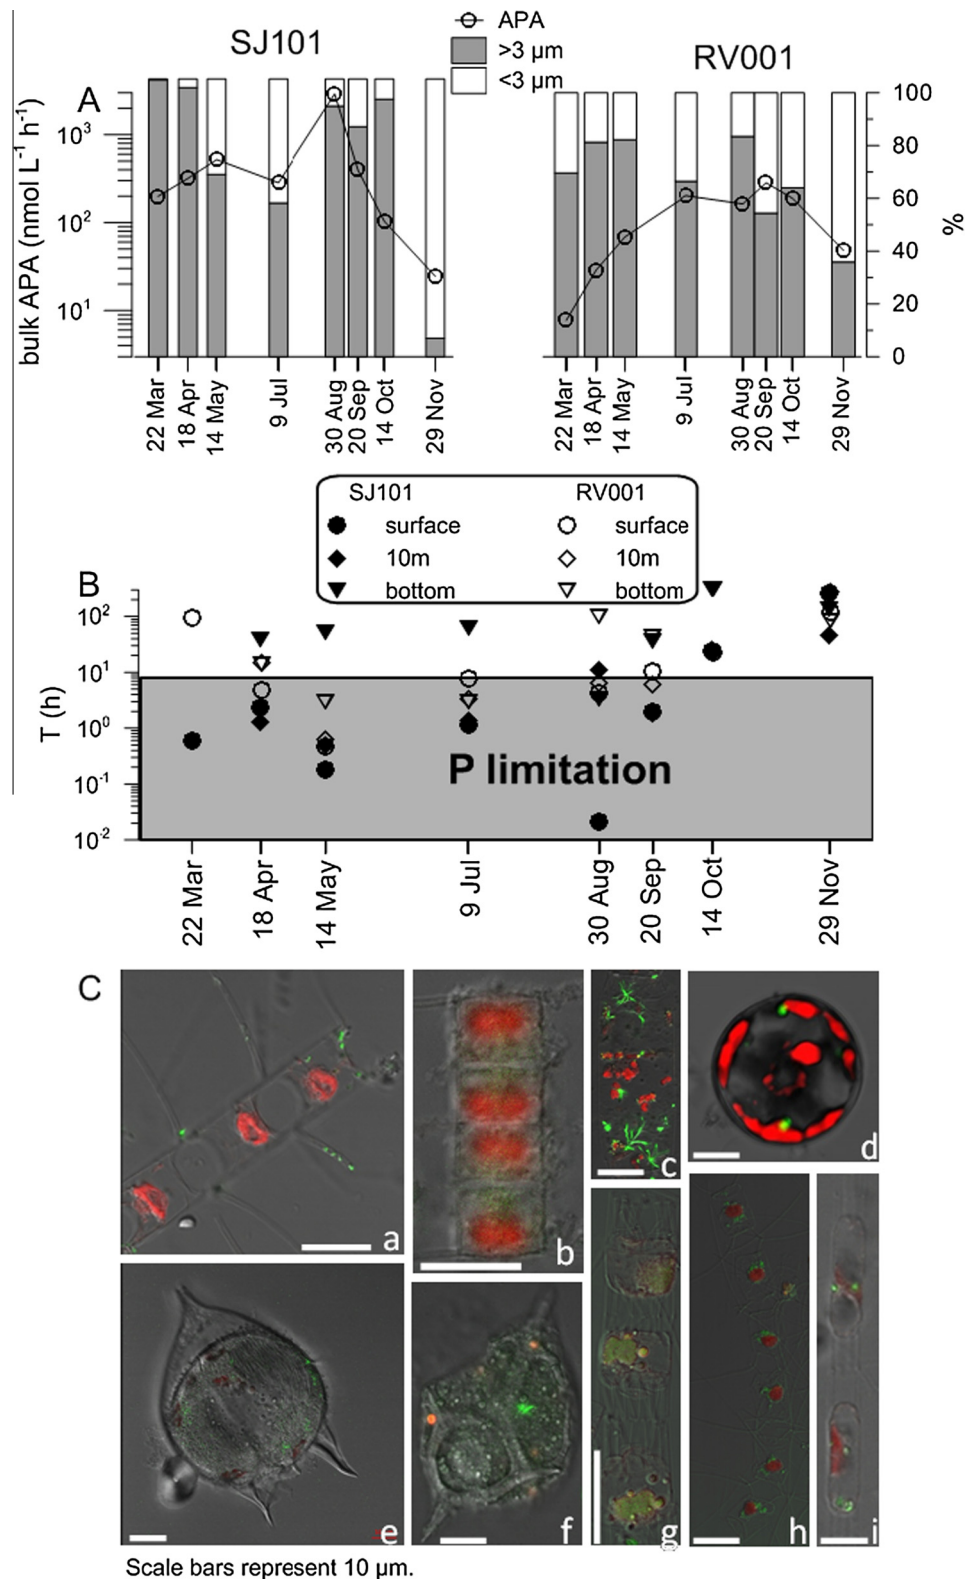 SJ101
APA
>3 µm
<3 µm
RV001
A
bulk APA (nmol L⁻¹ h⁻¹)
10³
10²
10¹
100
80
60
40
20
0
%
22 Mar
18 Apr
14 May
9 Jul
30 Aug
20 Sep
14 Oct
29 Nov
22 Mar
18 Apr
14 May
9 Jul
30 Aug
20 Sep
14 Oct
29 Nov
SJ101 RV001
surface surface
10m 10m
bottom bottom
B
T (h)
10²
10¹
10⁰
10⁻¹
10⁻²
P limitation
22 Mar
18 Apr
14 May
9 Jul
30 Aug
20 Sep
14 Oct
29 Nov
C
a
b
c
d
e
f
g
h
i
Scale bars represent 10 µm.